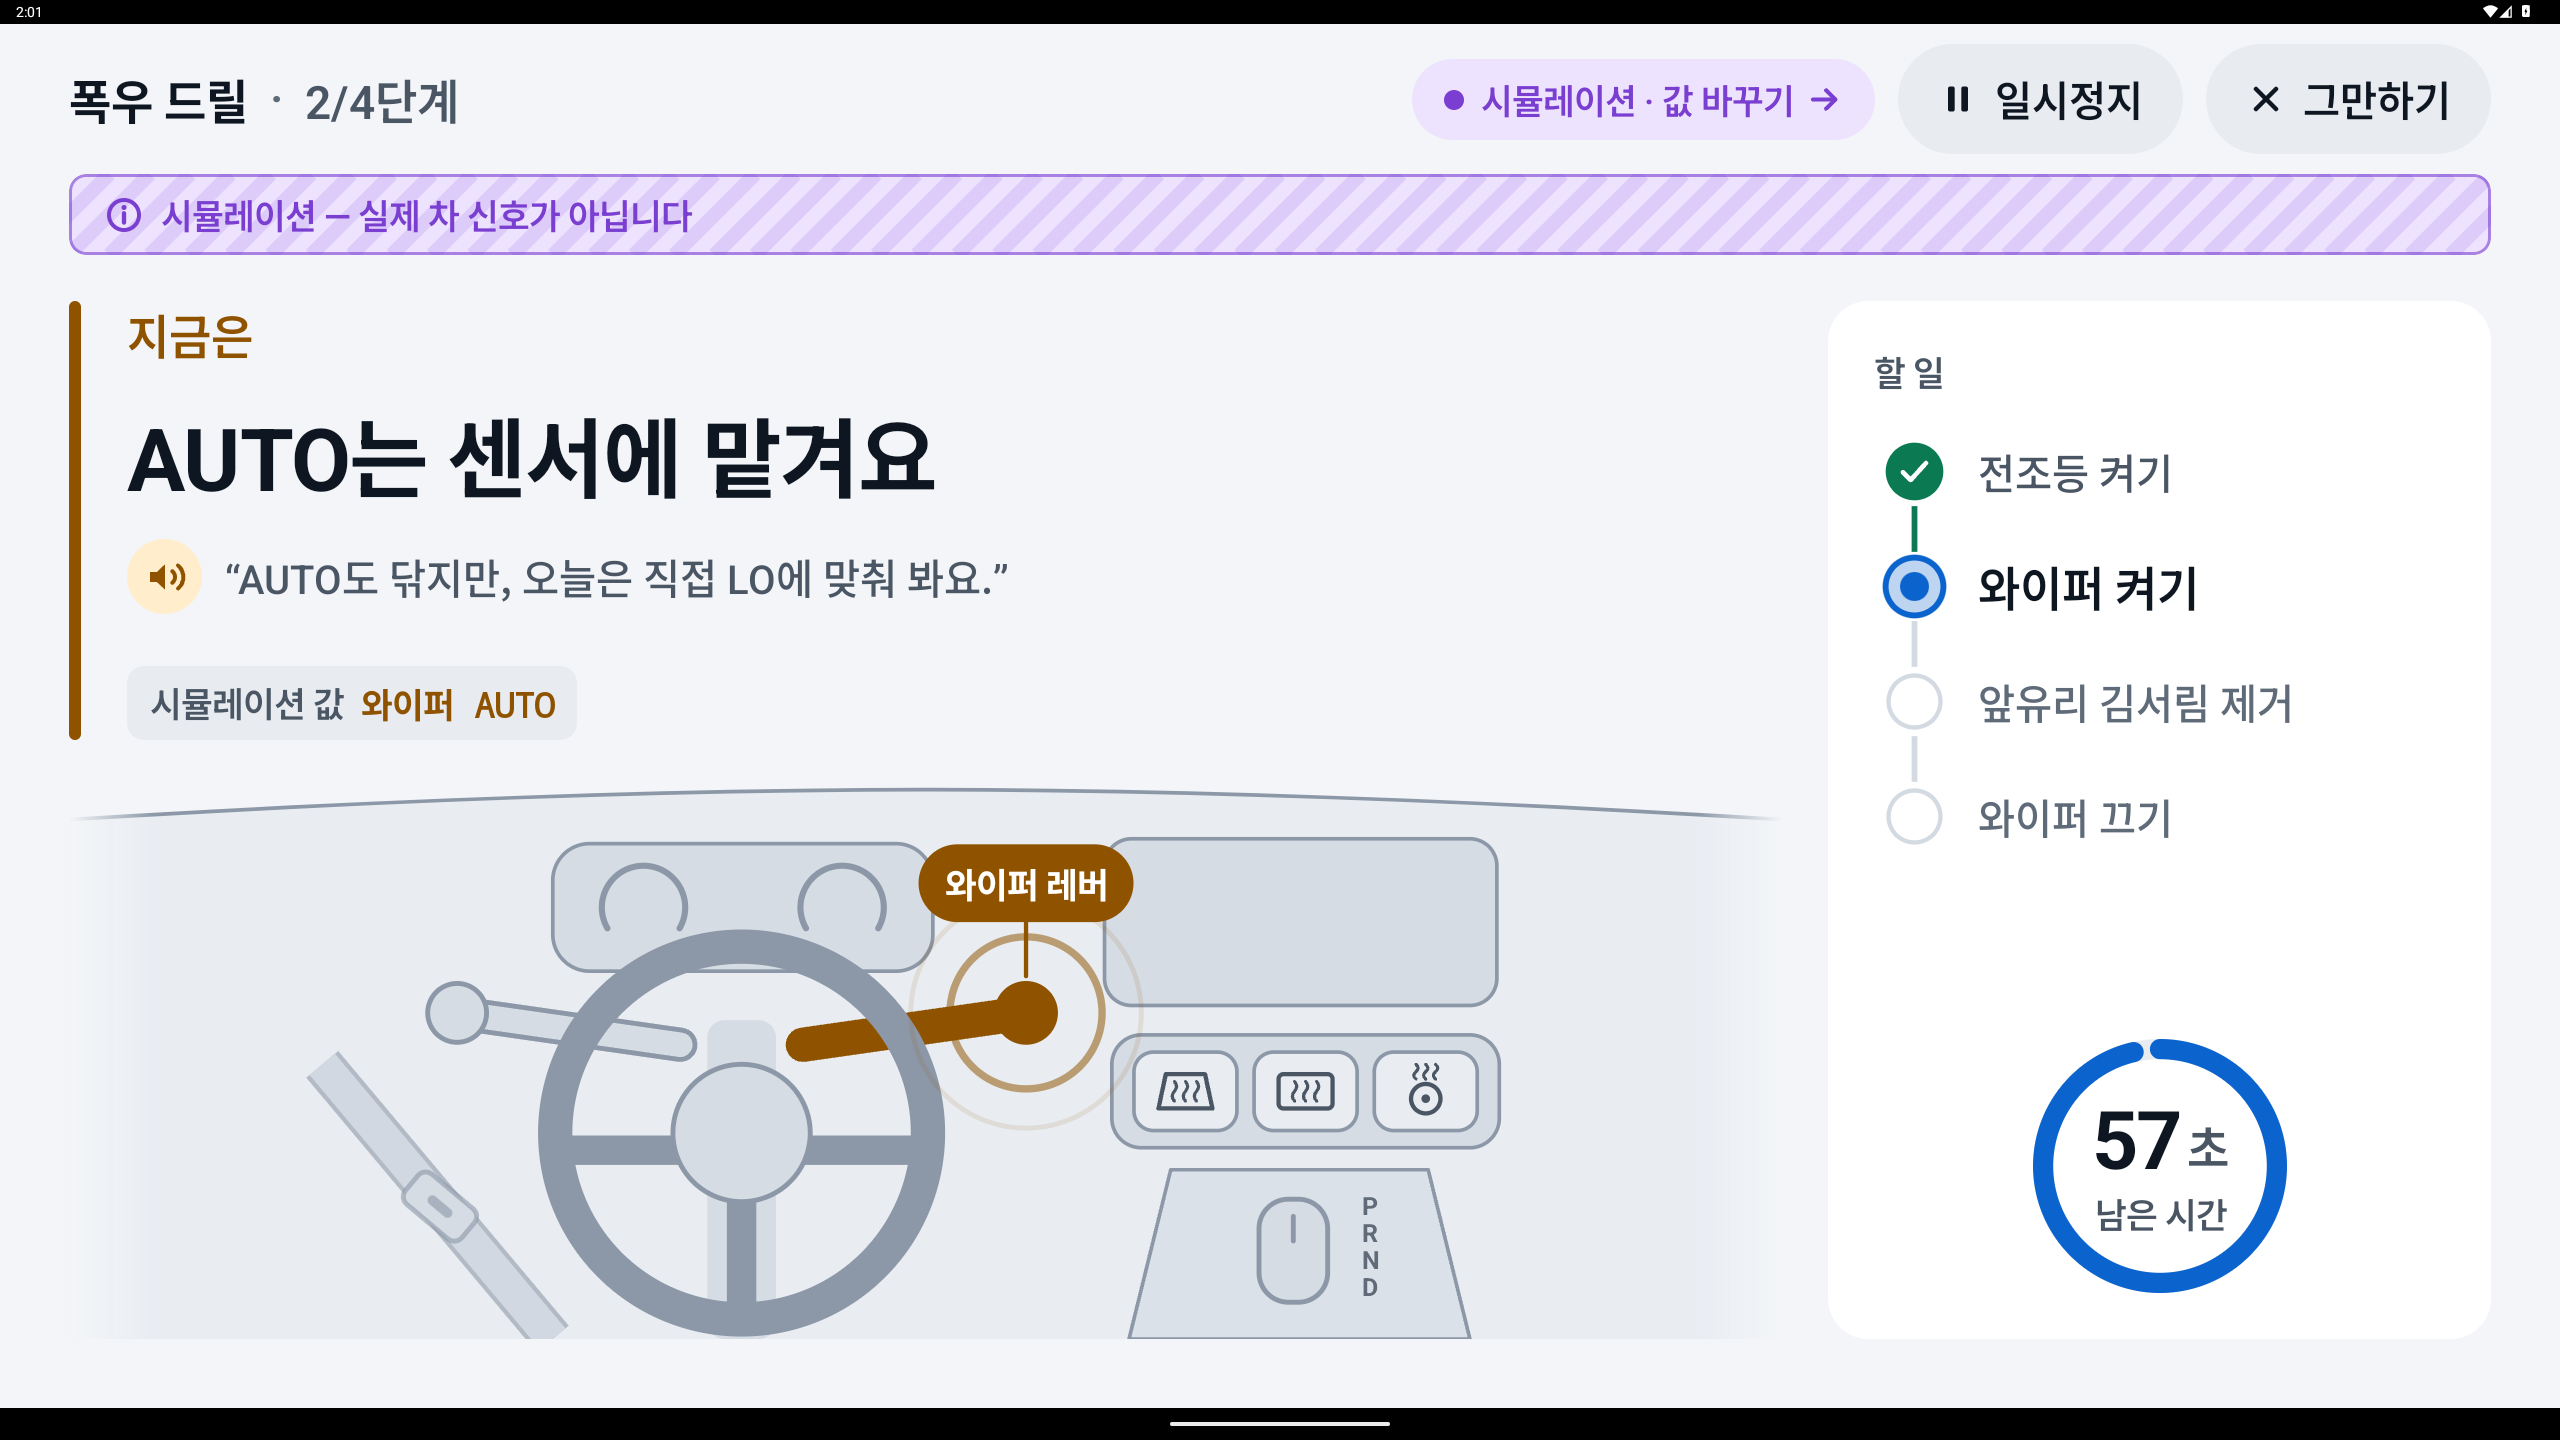 2:01
폭우 드릴 · 2/4단계
시뮬레이션 · 값 바꾸기
일시정지
그만하기
시뮬레이션 – 실제 차 신호가 아닙니다
지금은
AUTO는 센서에 맡겨요
“AUTO도 닦지만, 오늘은 직접 LO에 맞춰 봐요.”
시뮬레이션 값 와이퍼 AUTO
와이퍼 레버
P
R
N
D
할 일
전조등 켜기
와이퍼 켜기
앞유리 김서림 제거
와이퍼 끄기
57초
남은 시간